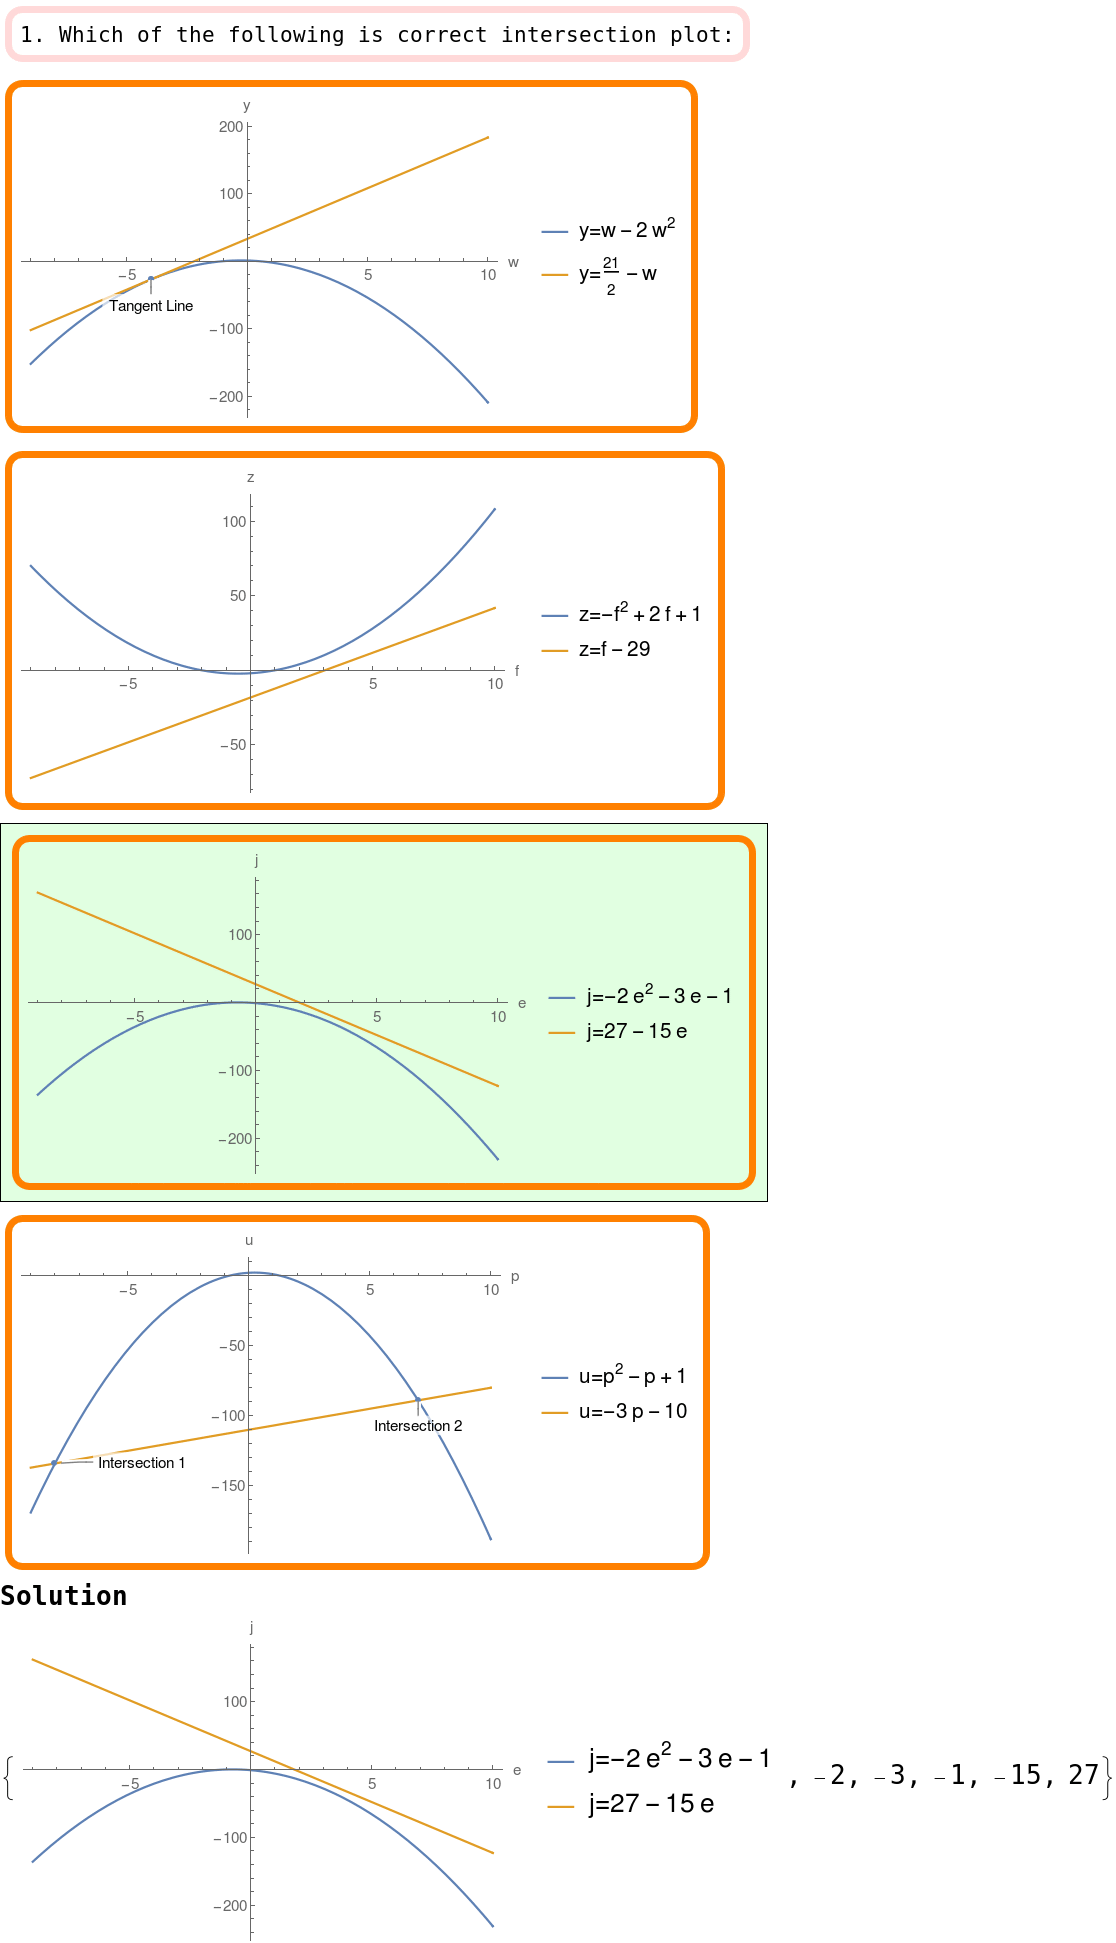 1. Which of the following is correct intersection plot:
y
200
100
-5 5 10 w
Tangent Line
-100
-200
y=w − 2 w²
y=21/2 − w
z
100
50
-5 5 10 f
-50
z=−f² + 2 f + 1
z=f − 29
j
100
-5 5 10 e
-100
-200
j=−2 e² − 3 e − 1
j=27 − 15 e
u
-5 5 10 p
-50
-100
Intersection 2
Intersection 1
-150
u=p² − p + 1
u=−3 p − 10
Solution
j
100
-5 5 10 e
-100
-200
{ j=−2 e² − 3 e − 1
j=27 − 15 e , −2, −3, −1, −15, 27}